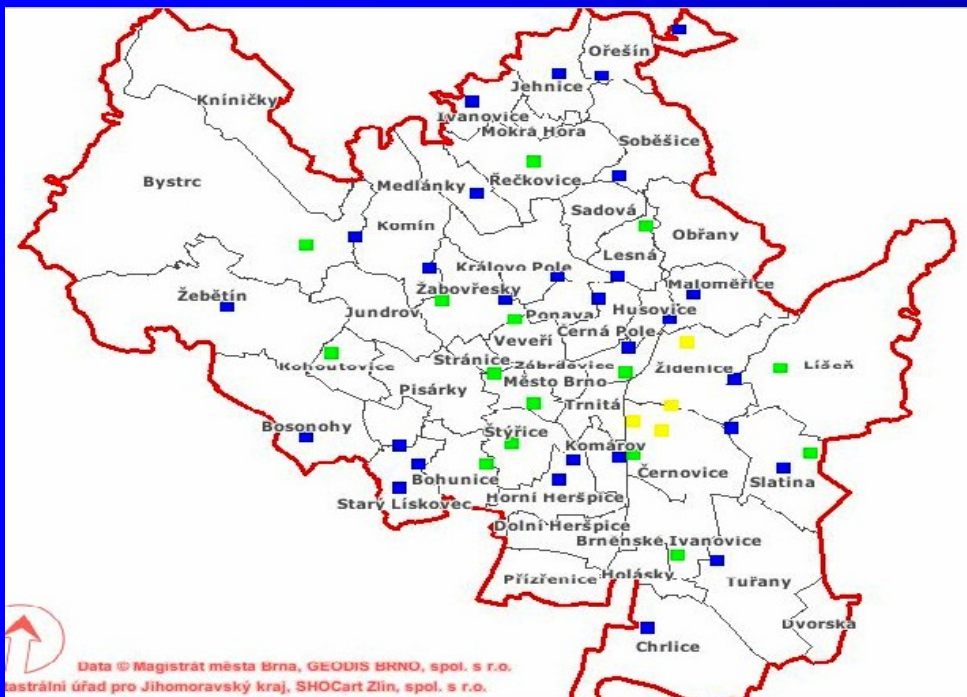 Ořešín
Jehnice
Kníničky
Ivanovice
Mokrá Hora
Soběšice
Bystrc
Medlánky
Řečkovice
Sadová
Komín
Obřany
Lesná
Královo Pole
Maloměřice
Žebětín
Žabovřesky
Jundrov
Ponava
Husovice
Černá Pole
Veveří
Stránice
Zábrdovice
Židenice
Líšeň
Kohoutovice
Pisárky
Město Brno
Trnitá
Bosonohy
Štýřice
Komárov
Černovice
Slatina
Bohunice
Starý Lískovec
Horní Heršpice
Dolní Heršpice
Brněnské Ivanovice
Přízřenice
Holásky
Tuřany
Dvorska
Chrlice
Data © Magistrát města Brna, GEODIS BRNO, spol. s r.o.
tastrální úřad pro Jihomoravský kraj, SHOCart Zlín, spol. s r.o.